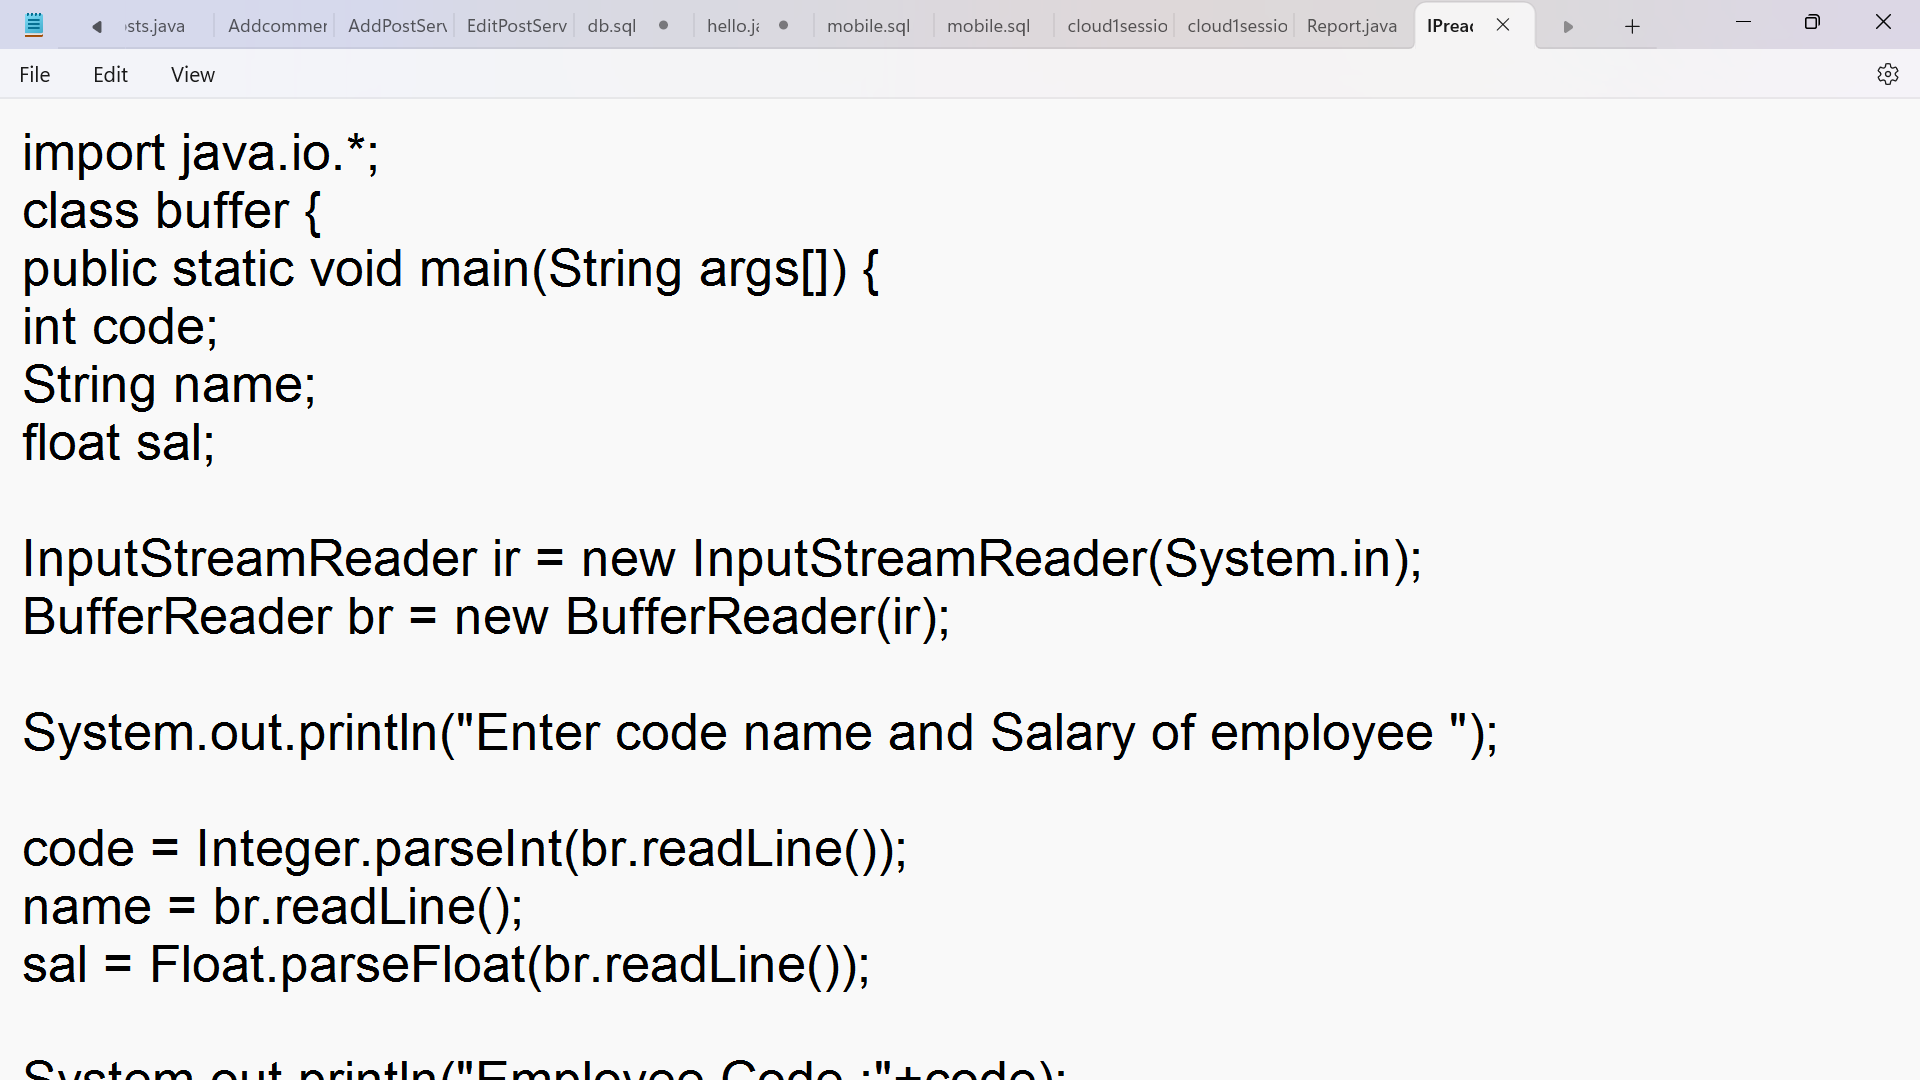 sts.java Addcommer AddPostServ EditPostServ db.sql hello.ja mobile.sql mobile.sql cloud1sessio cloud1sessio Report.java IPreac
File Edit View
import java.io.*;
class buffer {
public static void main(String args[]) {
int code;
String name;
float sal;
InputStreamReader ir = new InputStreamReader(System.in);
BufferReader br = new BufferReader(ir);
System.out.println("Enter code name and Salary of employee ");
code = Integer.parseInt(br.readLine());
name = br.readLine();
sal = Float.parseFloat(br.readLine());
System.out.println("Employee Code :"+code);